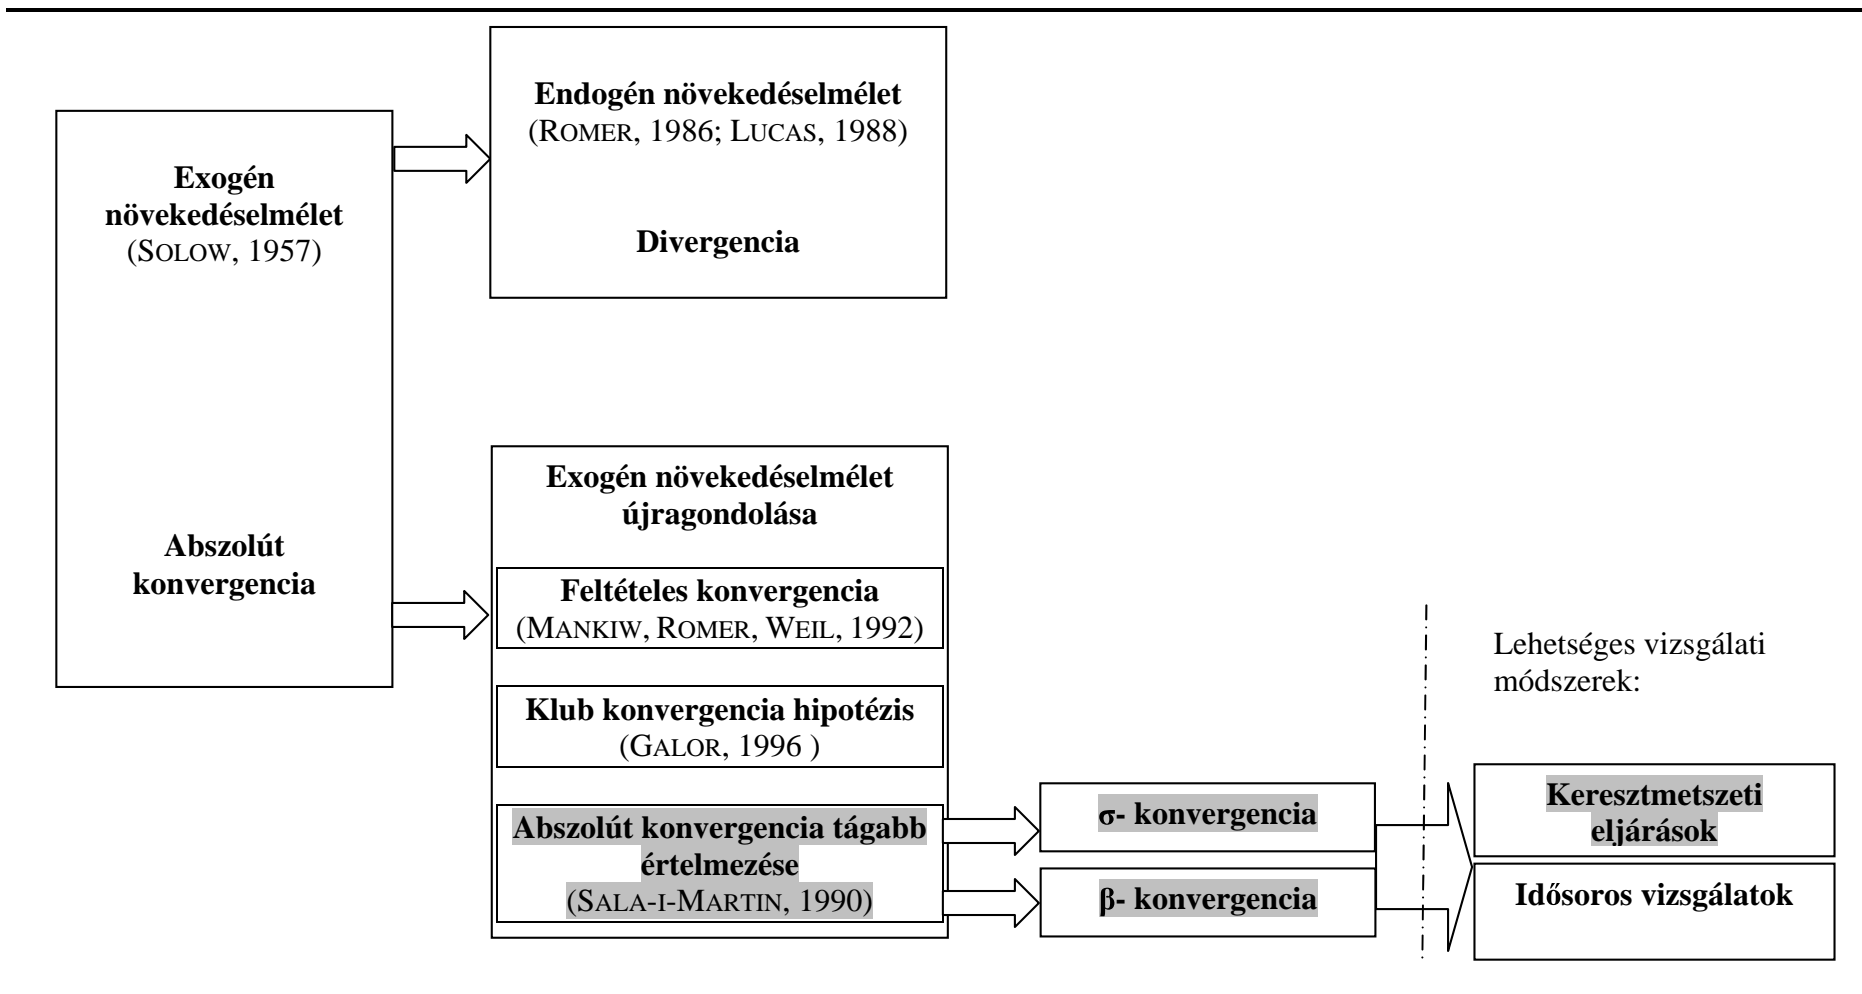 Endogén növekedéselmélet
(ROMER, 1986; LUCAS, 1988)
Divergencia
Exogén
növekedéselmélet
(SOLOW, 1957)
Abszolút
konvergencia
Exogén növekedéselmélet
újragondolása
Feltételes konvergencia
(MANKIW, ROMER, WEIL, 1992)
Klub konvergencia hipotézis
(GALOR, 1996 )
Abszolút konvergencia tágabb
értelmezése
(SALA-I-MARTIN, 1990)
σ- konvergencia
β- konvergencia
Lehetséges vizsgálati
módszerek:
Keresztmetszeti
eljárások
Idősoros vizsgálatok